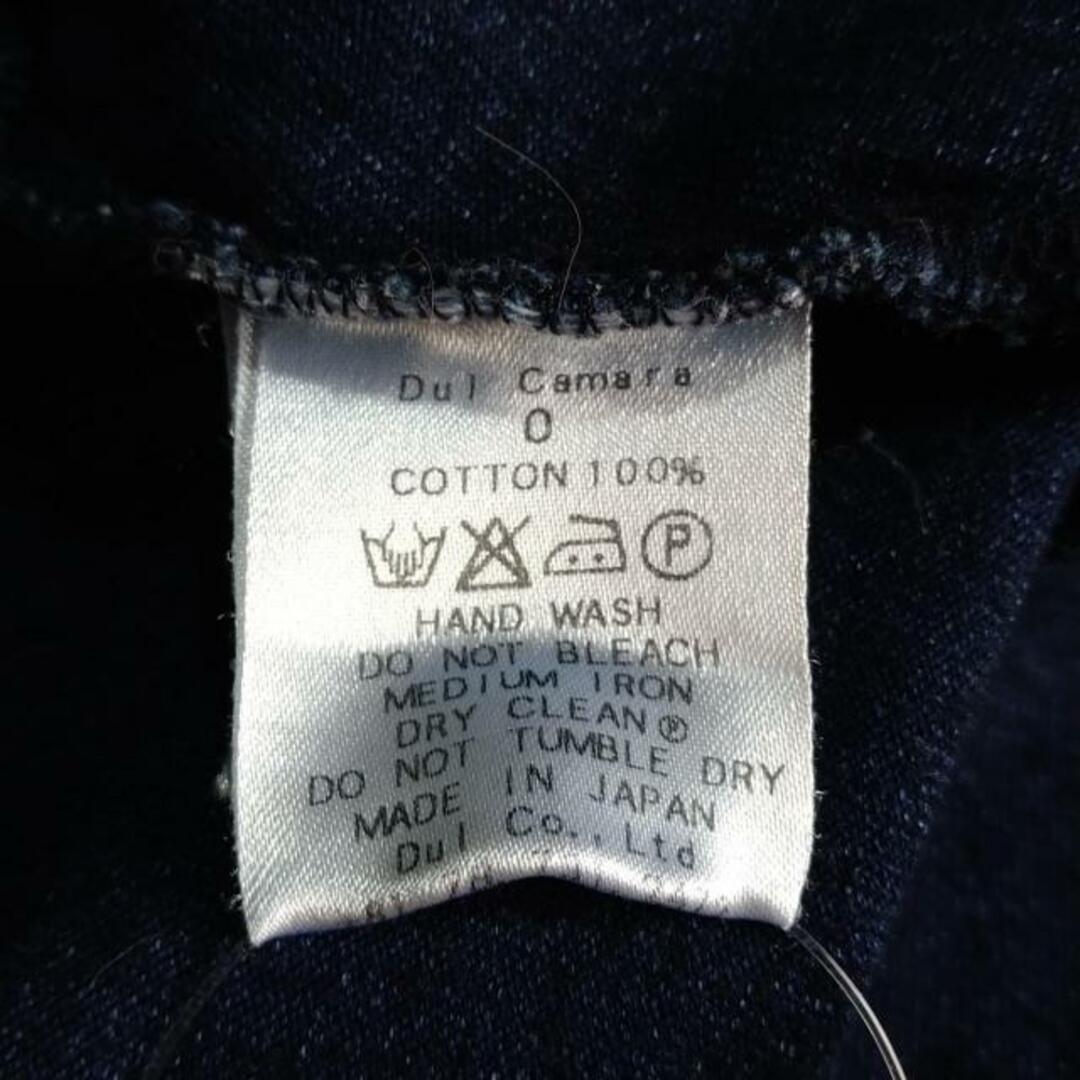 Dul Camara
0
COTTON 100%
P
HAND WASH
DO NOT BLEACH
MEDIUM IRON
DRY CLEAN Ⓟ
DO NOT TUMBLE DRY
MADE IN JAPAN
Dul Co.,Ltd